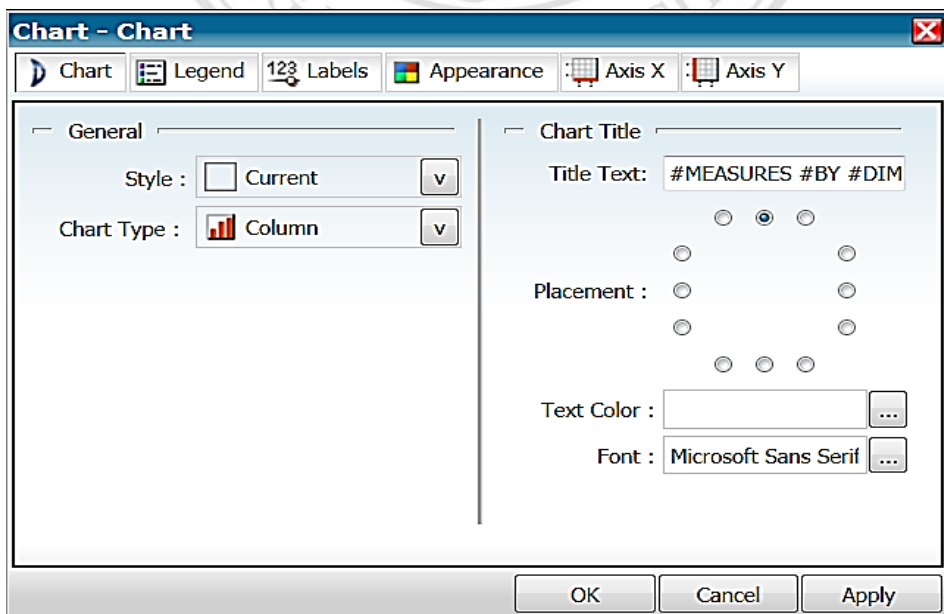 Chart - Chart
Chart Legend 123 Labels Appearance Axis X Axis Y
General
Style : Current v
Chart Type : Column v
Chart Title
Title Text: #MEASURES #BY #DIM
Placement :
Text Color : ...
Font : Microsoft Sans Serif ...
OK Cancel Apply